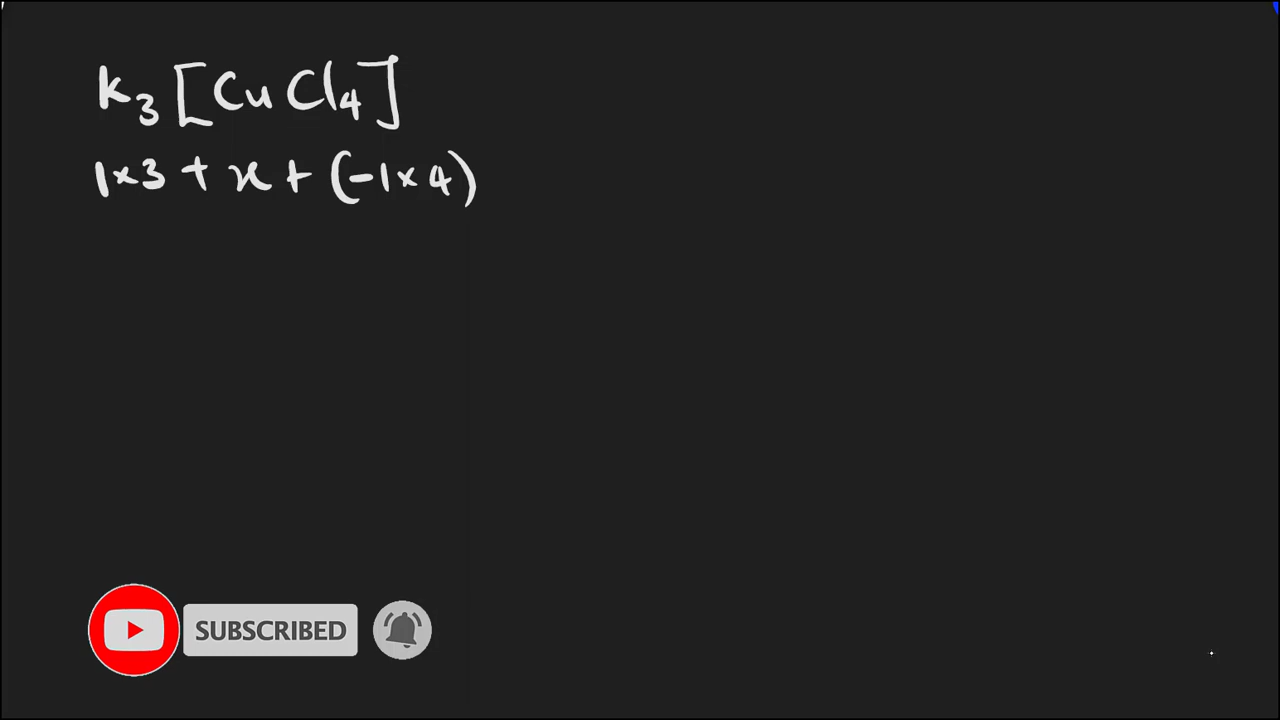 K₃[CuCl₄]
1×3 + x + (-1×4)
SUBSCRIBED